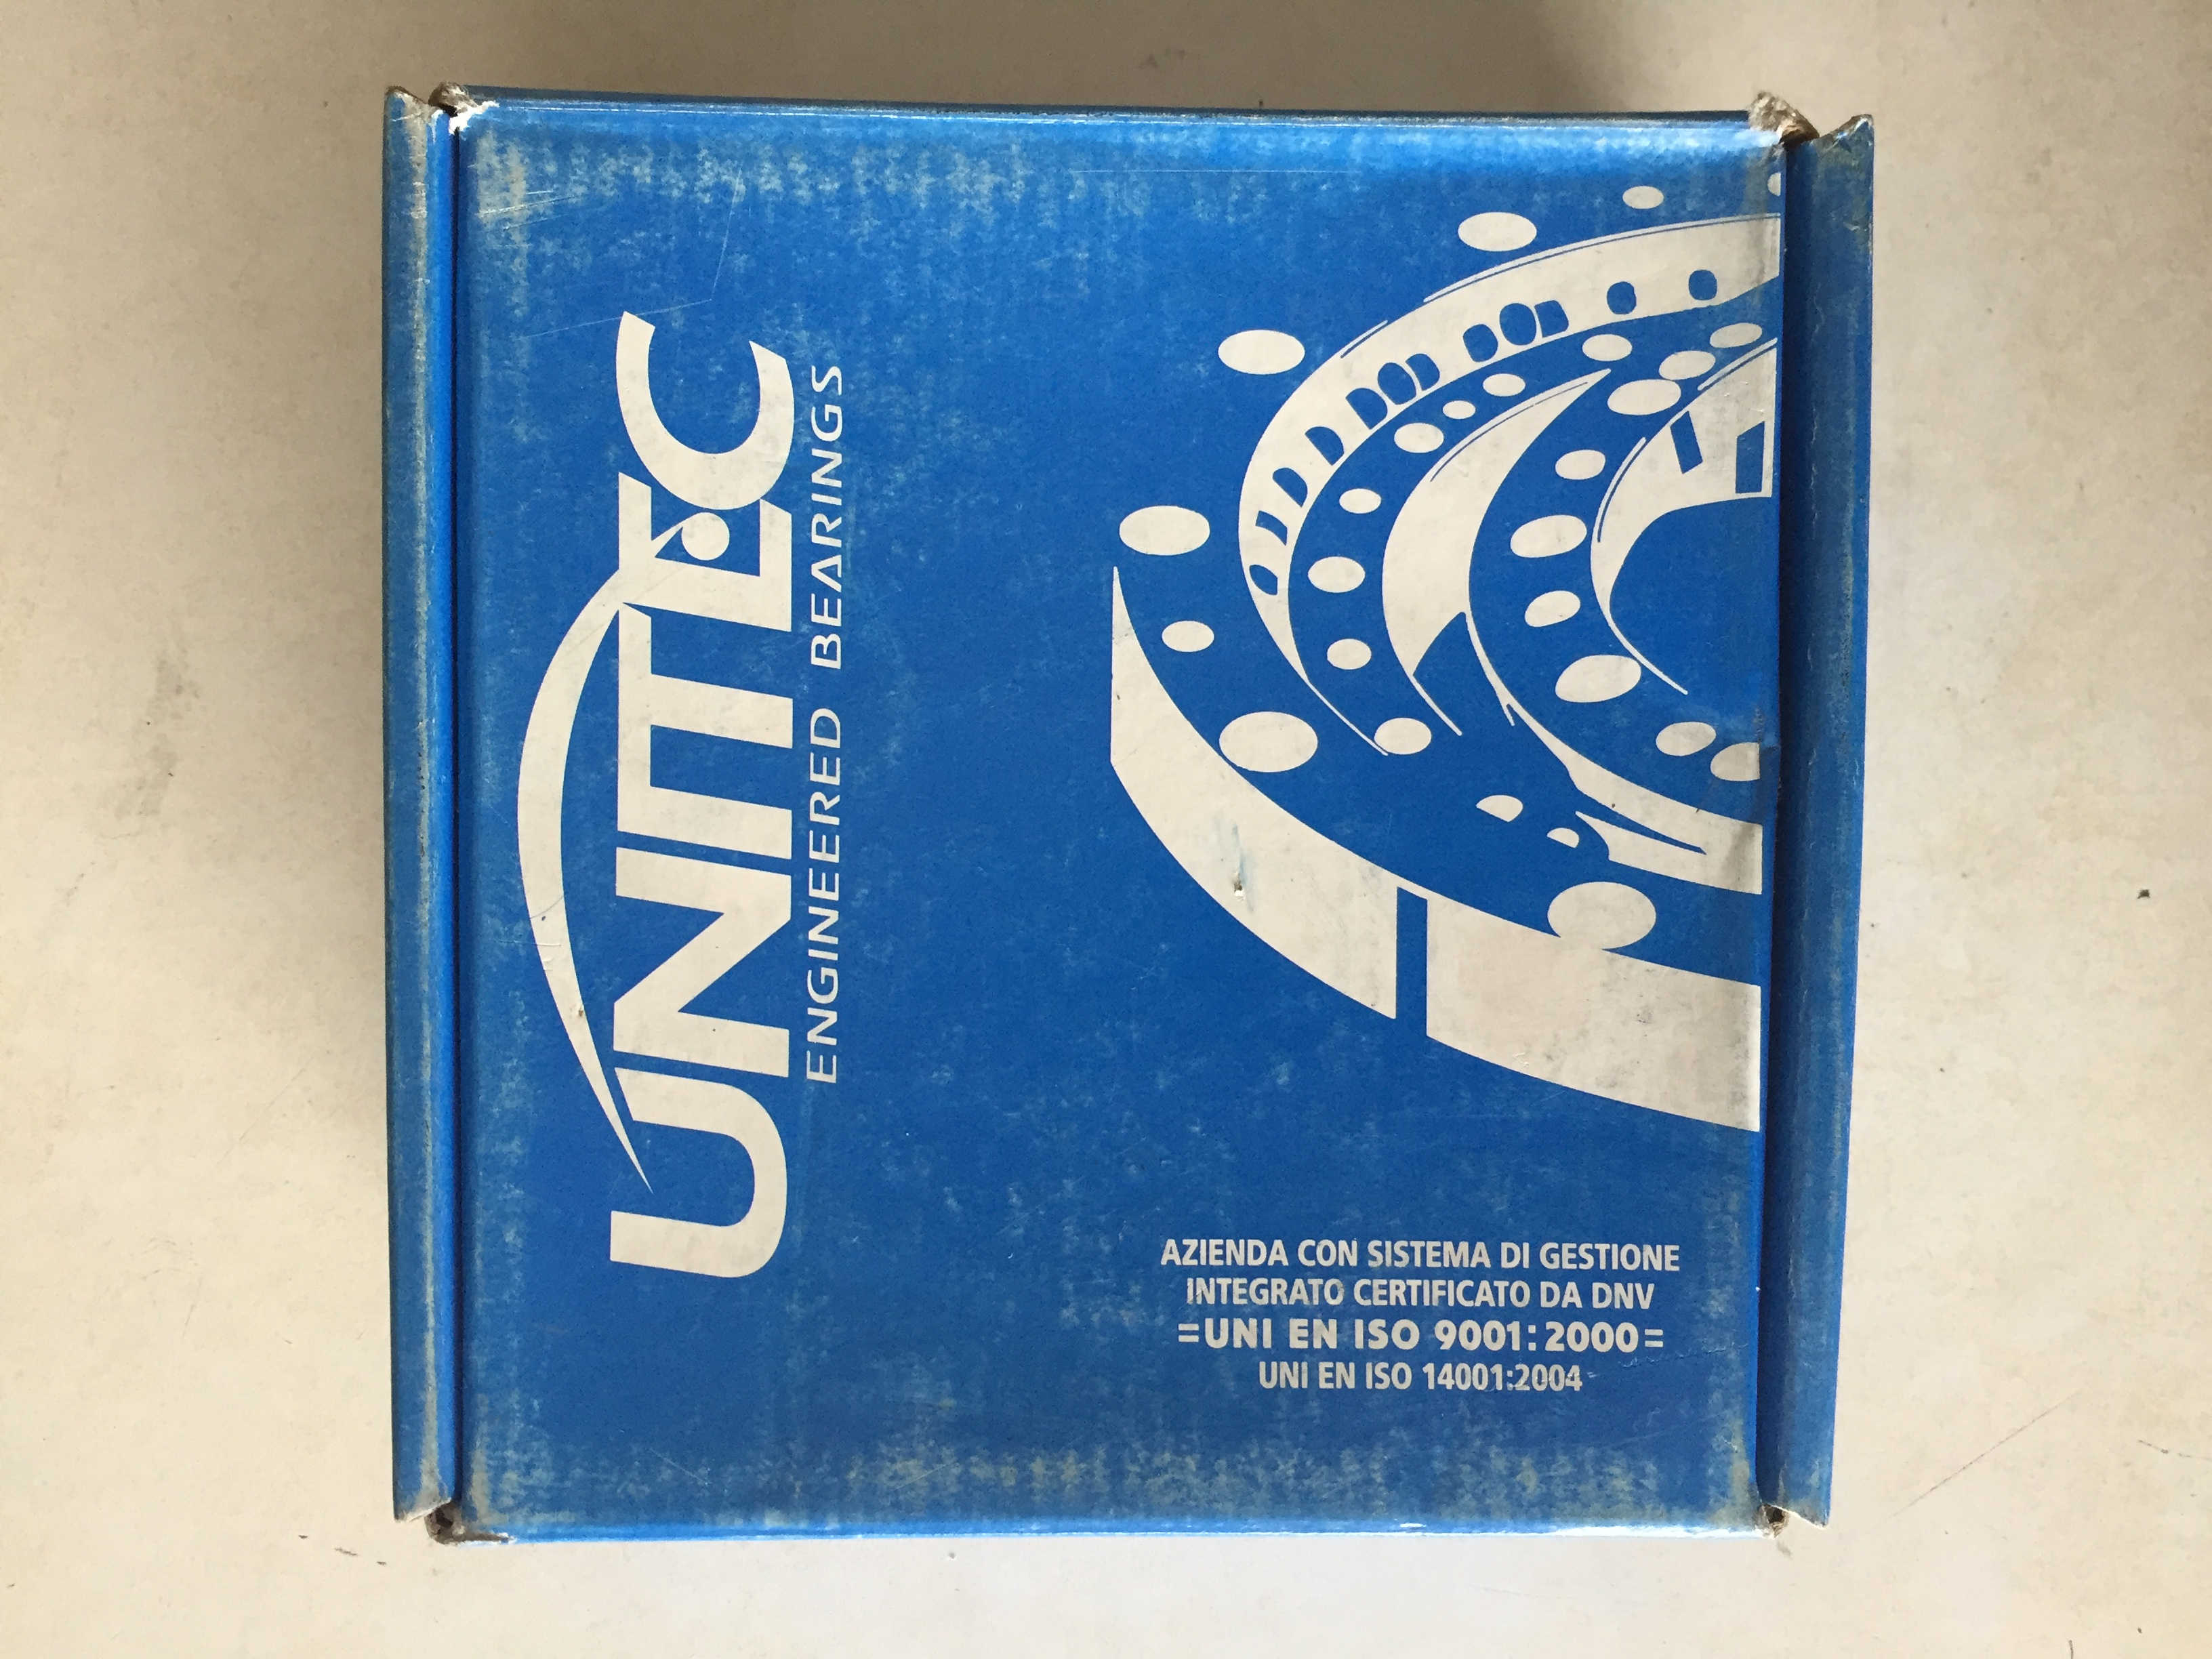 UNITEC
ENGINEERED BEARINGS
AZIENDA CON SISTEMA DI GESTIONE
INTEGRATO CERTIFICATO DA DNV
=UNI EN ISO 9001:2000=
UNI EN ISO 14001:2004